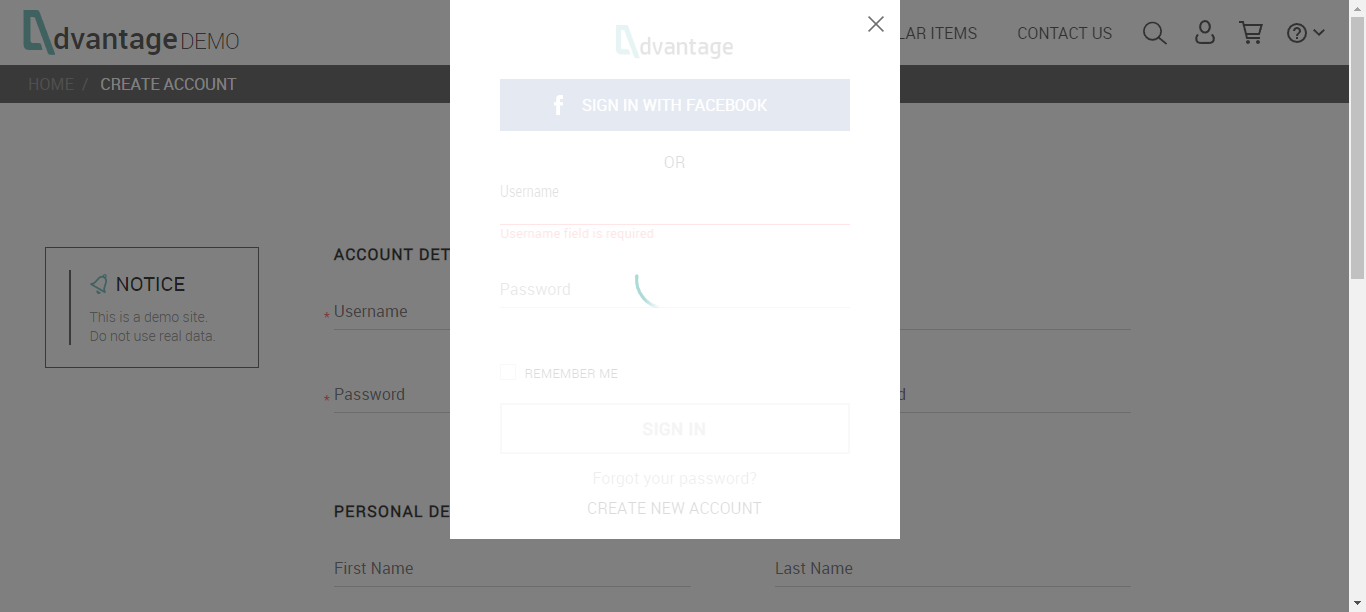 dvantage DEMO
LAR ITEMS
CONTACT US
HOME / CREATE ACCOUNT
dvantage
SIGN IN WITH FACEBOOK
OR
Username
Username field is required
Password
REMEMBER ME
SIGN IN
Forgot your password?
CREATE NEW ACCOUNT
NOTICE
This is a demo site.
Do not use real data.
ACCOUNT DET
* Username
* Password
d
PERSONAL DE
First Name
Last Name